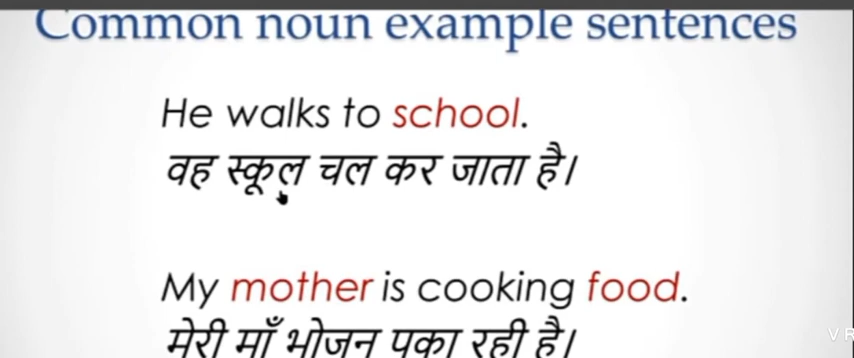 Common noun example sentences
He walks to school.
वह स्कूल चल कर जाता है।
My mother is cooking food.
मेरी माँ भोजन पका रही है।
V R